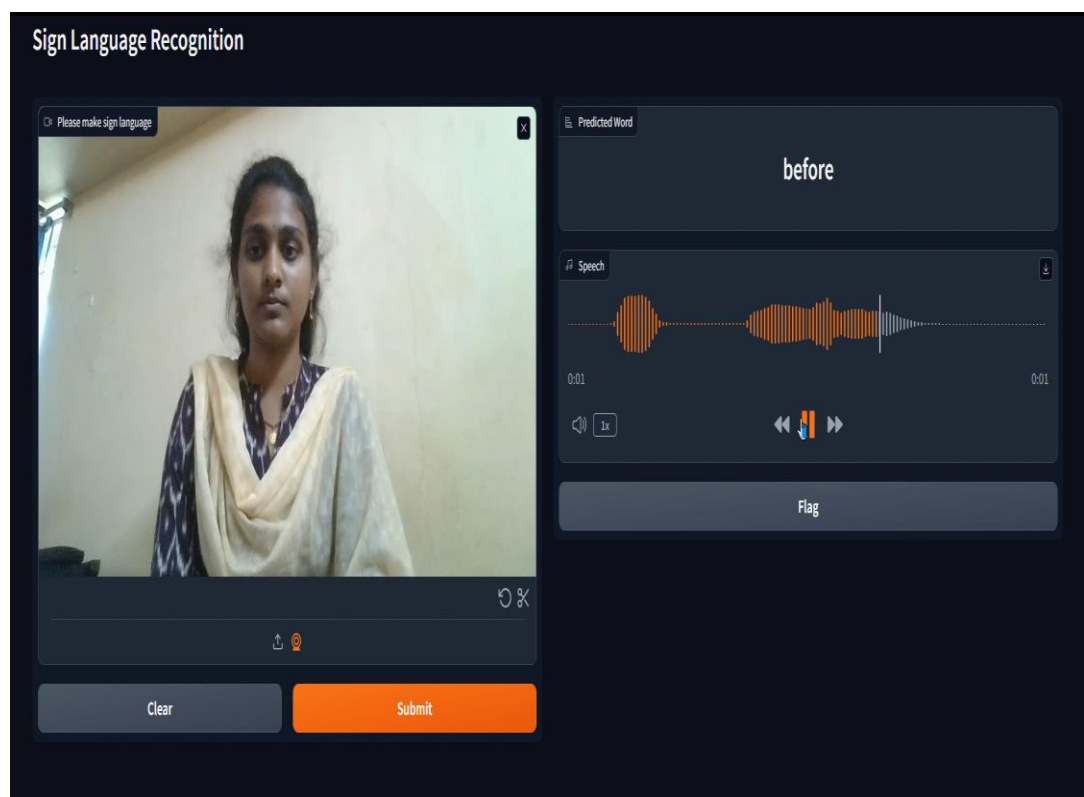 Sign Language Recognition
Please make sign language
Predicted Word
before
Speech
0:01
0:01
1x
Flag
Clear
Submit